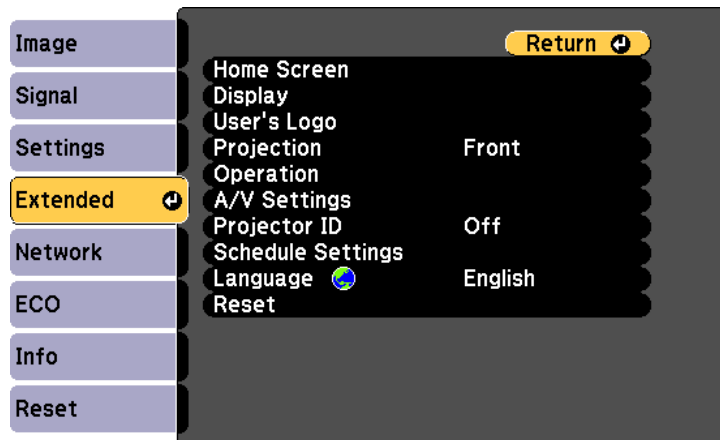 Image
Signal
Settings
Extended
Network
ECO
Info
Reset
Return
Home Screen
Display
User's Logo
Projection Front
Operation
A/V Settings
Projector ID Off
Schedule Settings
Language English
Reset